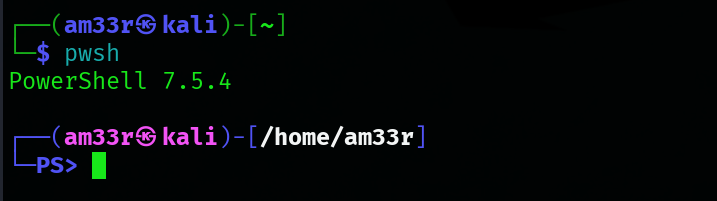 ┌──(am33r㉿kali)-[~]
└─$ pwsh
PowerShell 7.5.4
┌──(am33r㉿kali)-[/home/am33r]
└─PS>